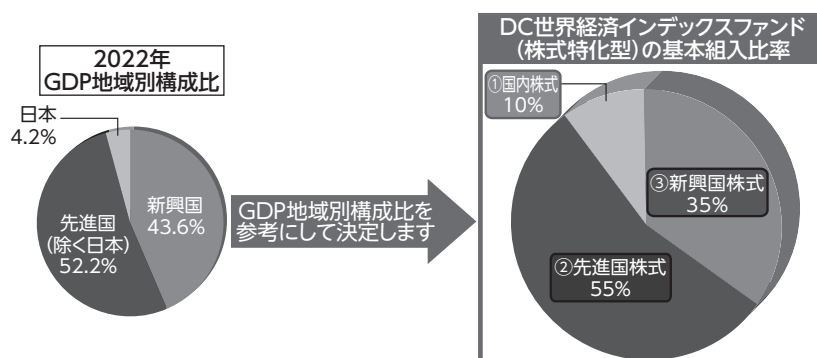 2022年
GDP地域別構成比
日本
4.2%
新興国
43.6%
先進国
(除く日本)
52.2%
GDP地域別構成比を
参考にして決定します
DC世界経済インデックスファンド
(株式特化型)の基本組入比率
①国内株式
10%
③新興国株式
35%
②先進国株式
55%